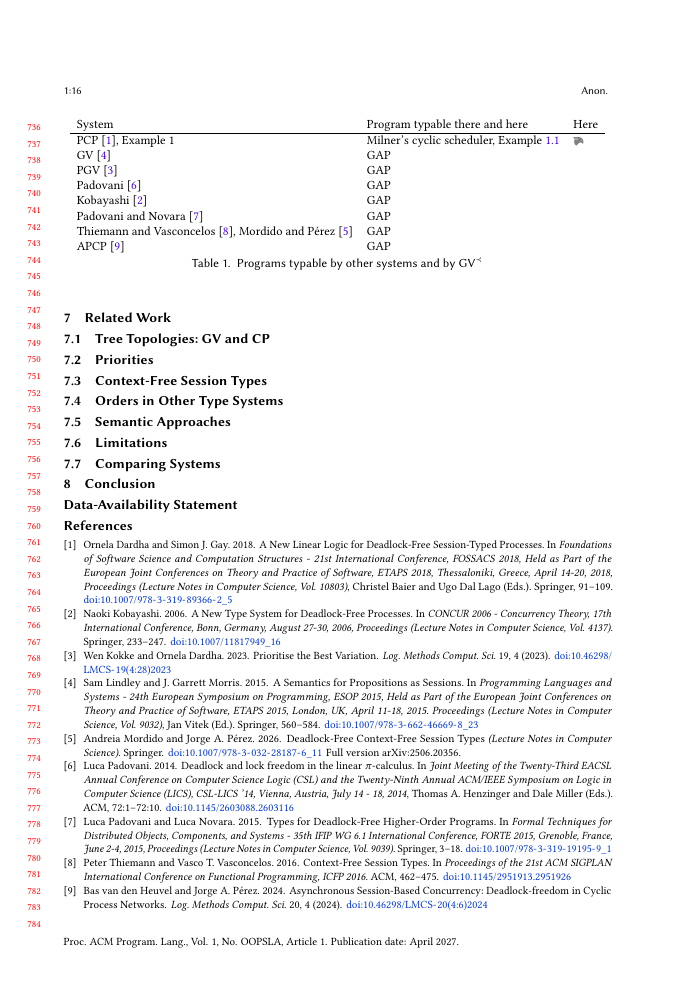 1:16
Anon.
736
737
738
739
740
741
742
743
744
745
746
747
748
749
750
751
752
753
754
755
756
757
758
759
760
761
762
763
764
765
766
767
768
769
770
771
772
773
774
775
776
777
778
779
780
781
782
783
784
System Program typable there and here Here
PCP [1], Example 1 Milner's cyclic scheduler, Example 1.1
GV [4] GAP
PGV [3] GAP
Padovani [6] GAP
Kobayashi [2] GAP
Padovani and Novara [7] GAP
Thiemann and Vasconcelos [8], Mordido and Pérez [5] GAP
APCP [9] GAP
Table 1. Programs typable by other systems and by GV≺
7 Related Work
7.1 Tree Topologies: GV and CP
7.2 Priorities
7.3 Context-Free Session Types
7.4 Orders in Other Type Systems
7.5 Semantic Approaches
7.6 Limitations
7.7 Comparing Systems
8 Conclusion
Data-Availability Statement
References
[1] Ornela Dardha and Simon J. Gay. 2018. A New Linear Logic for Deadlock-Free Session-Typed Processes. In Foundations
of Software Science and Computation Structures - 21st International Conference, FOSSACS 2018, Held as Part of the
European Joint Conferences on Theory and Practice of Software, ETAPS 2018, Thessaloniki, Greece, April 14-20, 2018,
Proceedings (Lecture Notes in Computer Science, Vol. 10803), Christel Baier and Ugo Dal Lago (Eds.). Springer, 91–109.
doi:10.1007/978-3-319-89366-2_5
[2] Naoki Kobayashi. 2006. A New Type System for Deadlock-Free Processes. In CONCUR 2006 - Concurrency Theory, 17th
International Conference, Bonn, Germany, August 27-30, 2006, Proceedings (Lecture Notes in Computer Science, Vol. 4137).
Springer, 233–247. doi:10.1007/11817949_16
[3] Wen Kokke and Ornela Dardha. 2023. Prioritise the Best Variation. Log. Methods Comput. Sci. 19, 4 (2023). doi:10.46298/
LMCS-19(4:28)2023
[4] Sam Lindley and J. Garrett Morris. 2015. A Semantics for Propositions as Sessions. In Programming Languages and
Systems - 24th European Symposium on Programming, ESOP 2015, Held as Part of the European Joint Conferences on
Theory and Practice of Software, ETAPS 2015, London, UK, April 11-18, 2015. Proceedings (Lecture Notes in Computer
Science, Vol. 9032), Jan Vitek (Ed.). Springer, 560–584. doi:10.1007/978-3-662-46669-8_23
[5] Andreia Mordido and Jorge A. Pérez. 2026. Deadlock-Free Context-Free Session Types (Lecture Notes in Computer
Science). Springer. doi:10.1007/978-3-032-28187-6_11 Full version arXiv:2506.20356.
[6] Luca Padovani. 2014. Deadlock and lock freedom in the linear π-calculus. In Joint Meeting of the Twenty-Third EACSL
Annual Conference on Computer Science Logic (CSL) and the Twenty-Ninth Annual ACM/IEEE Symposium on Logic in
Computer Science (LICS), CSL-LICS '14, Vienna, Austria, July 14 - 18, 2014, Thomas A. Henzinger and Dale Miller (Eds.).
ACM, 72:1–72:10. doi:10.1145/2603088.2603116
[7] Luca Padovani and Luca Novara. 2015. Types for Deadlock-Free Higher-Order Programs. In Formal Techniques for
Distributed Objects, Components, and Systems - 35th IFIP WG 6.1 International Conference, FORTE 2015, Grenoble, France,
June 2-4, 2015, Proceedings (Lecture Notes in Computer Science, Vol. 9039). Springer, 3–18. doi:10.1007/978-3-319-19195-9_1
[8] Peter Thiemann and Vasco T. Vasconcelos. 2016. Context-Free Session Types. In Proceedings of the 21st ACM SIGPLAN
International Conference on Functional Programming, ICFP 2016. ACM, 462–475. doi:10.1145/2951913.2951926
[9] Bas van den Heuvel and Jorge A. Pérez. 2024. Asynchronous Session-Based Concurrency: Deadlock-freedom in Cyclic
Process Networks. Log. Methods Comput. Sci. 20, 4 (2024). doi:10.46298/LMCS-20(4:6)2024
Proc. ACM Program. Lang., Vol. 1, No. OOPSLA, Article 1. Publication date: April 2027.